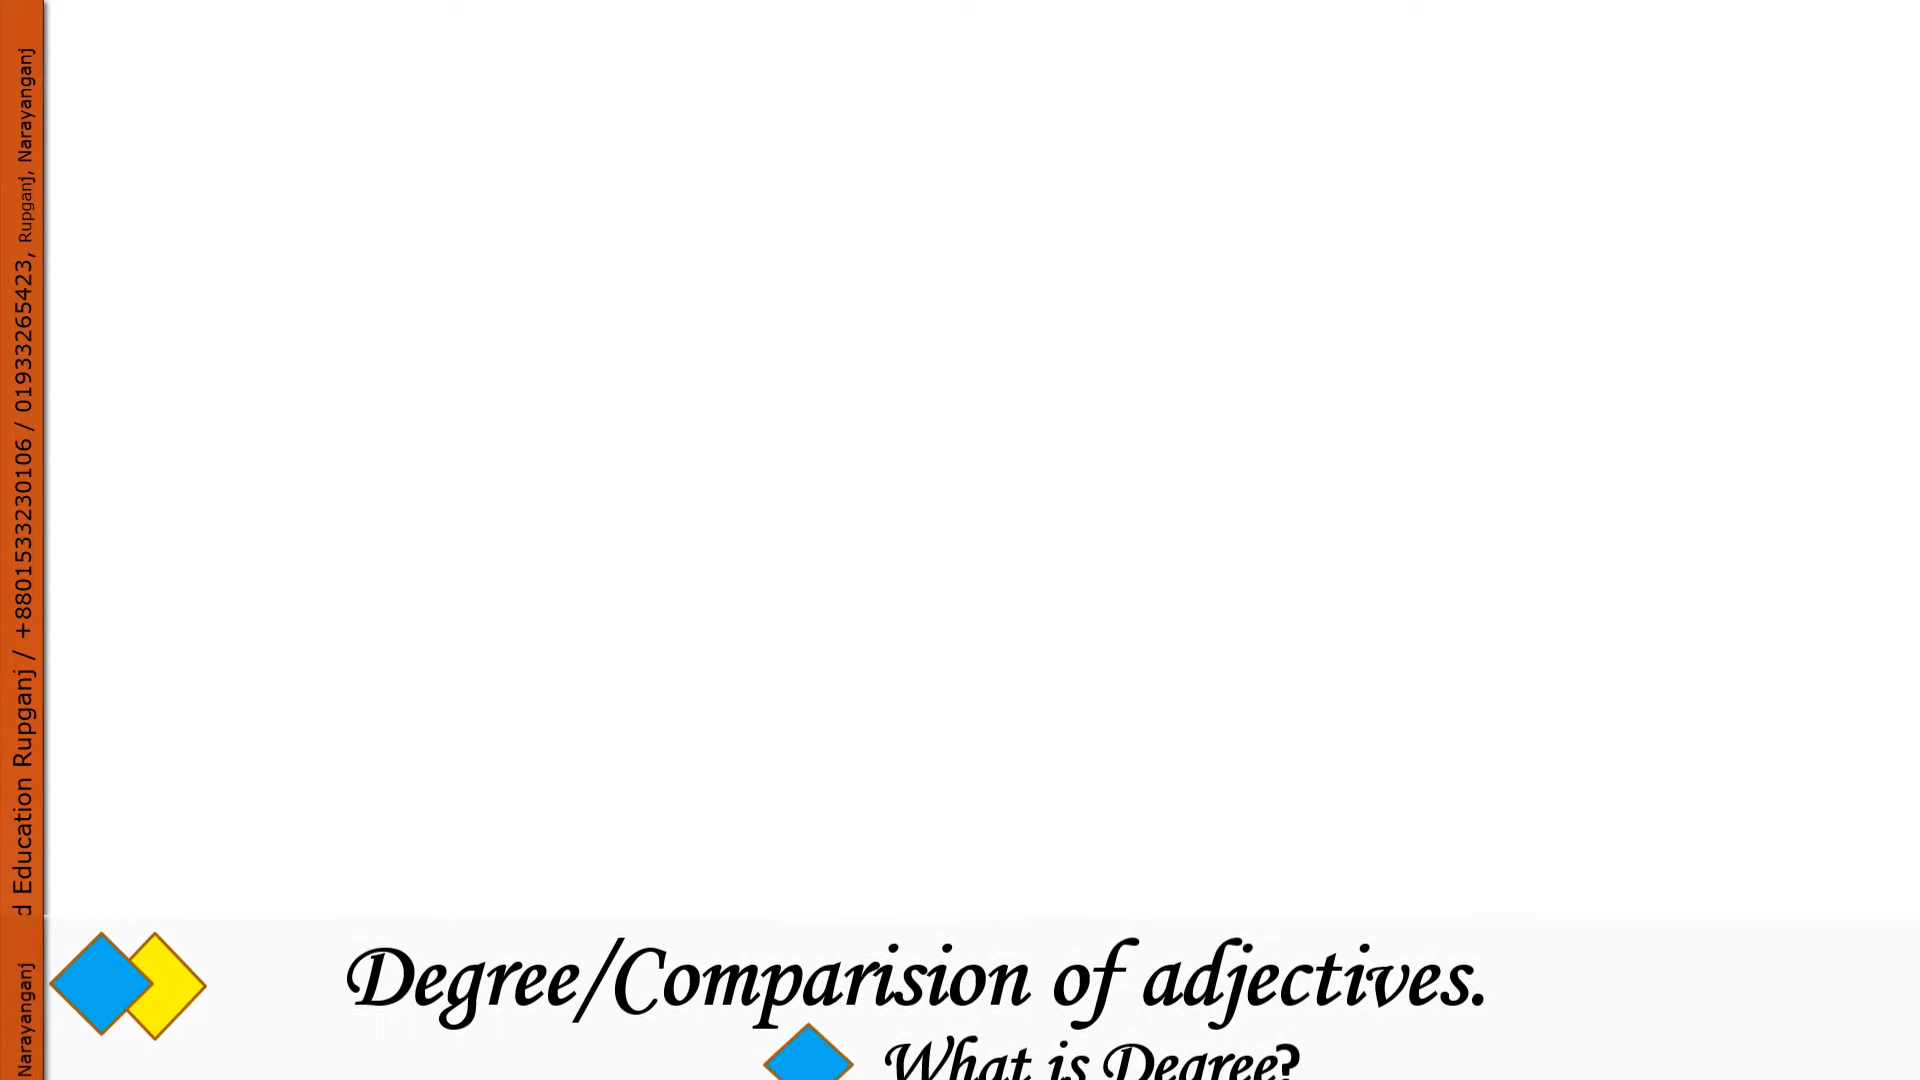 d Education Rupganj / +8801533230106 / 01933265423, Rupganj, Narayanganj
Narayanganj
Degree/Comparision of adjectives.
What is Degree?